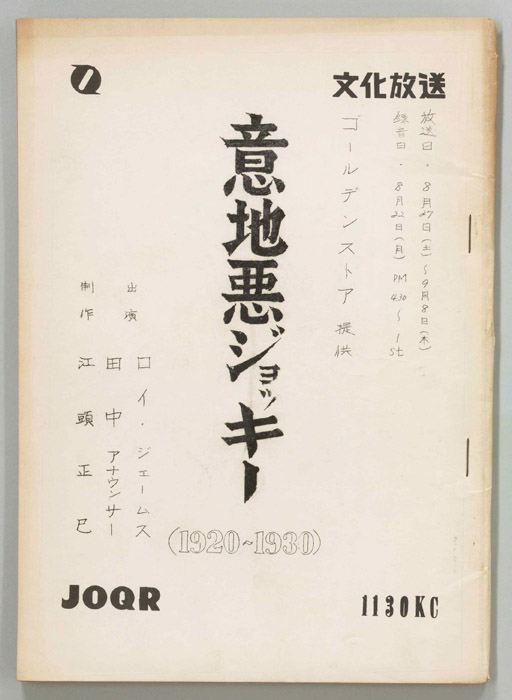 文化放送
放送日・8月27日(土)～9月8日(木)
録音日・8月22日(月) PM 4:30～ 1st
ゴールデンストア 提供
意地悪ジョッキー
(1920~1930)
出演 ロイ・ジェームス
田中アナウンサー
制作 江頭正巳
JOQR
1130KC